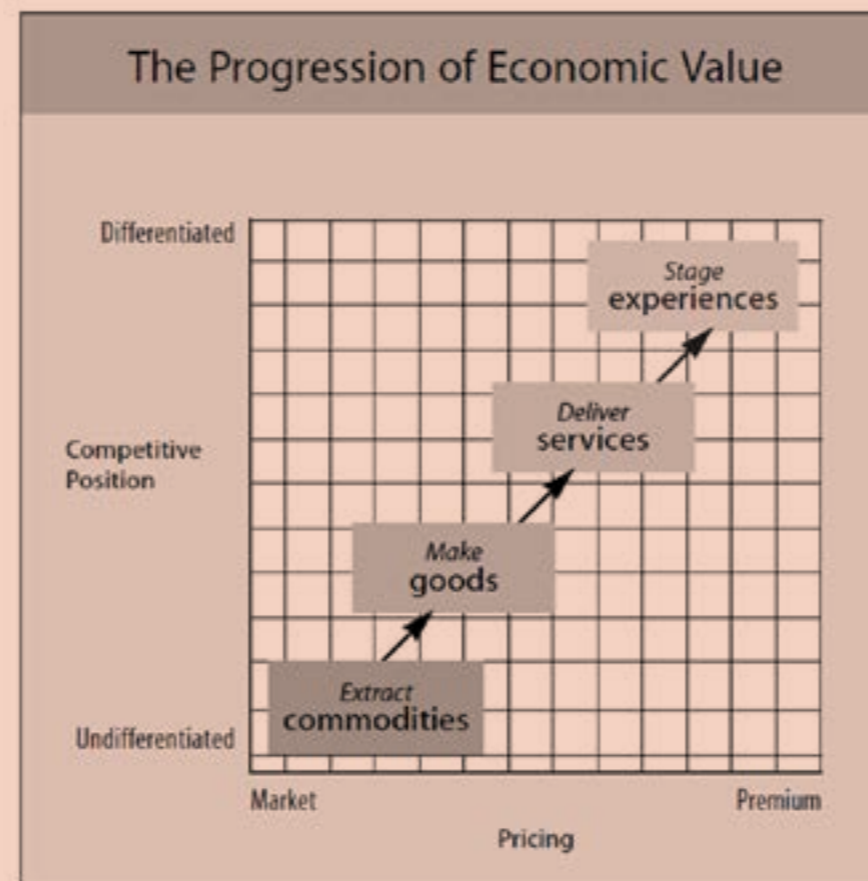 The Progression of Economic Value
Differentiated
Stage
experiences
Deliver
services
Competitive
Position
Make
goods
Extract
commodities
Undifferentiated
Market
Premium
Pricing